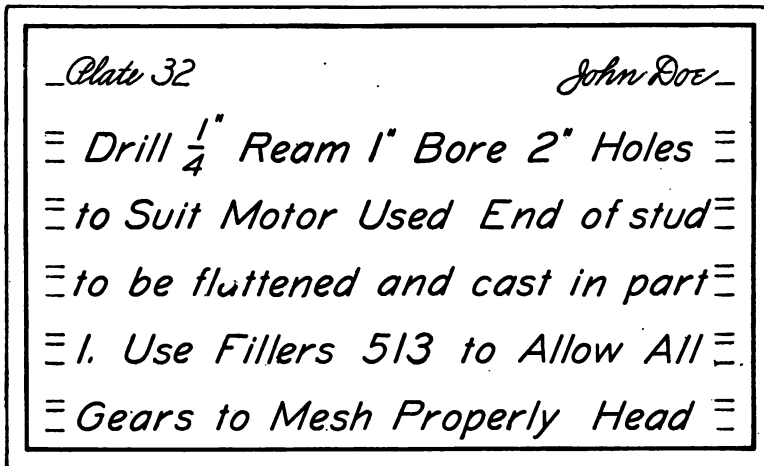 Plate 32 John Doe
Drill 1/4" Ream 1" Bore 2" Holes
to Suit Motor Used End of stud
to be flattened and cast in part
1. Use Fillers 513 to Allow All
Gears to Mesh Properly Head